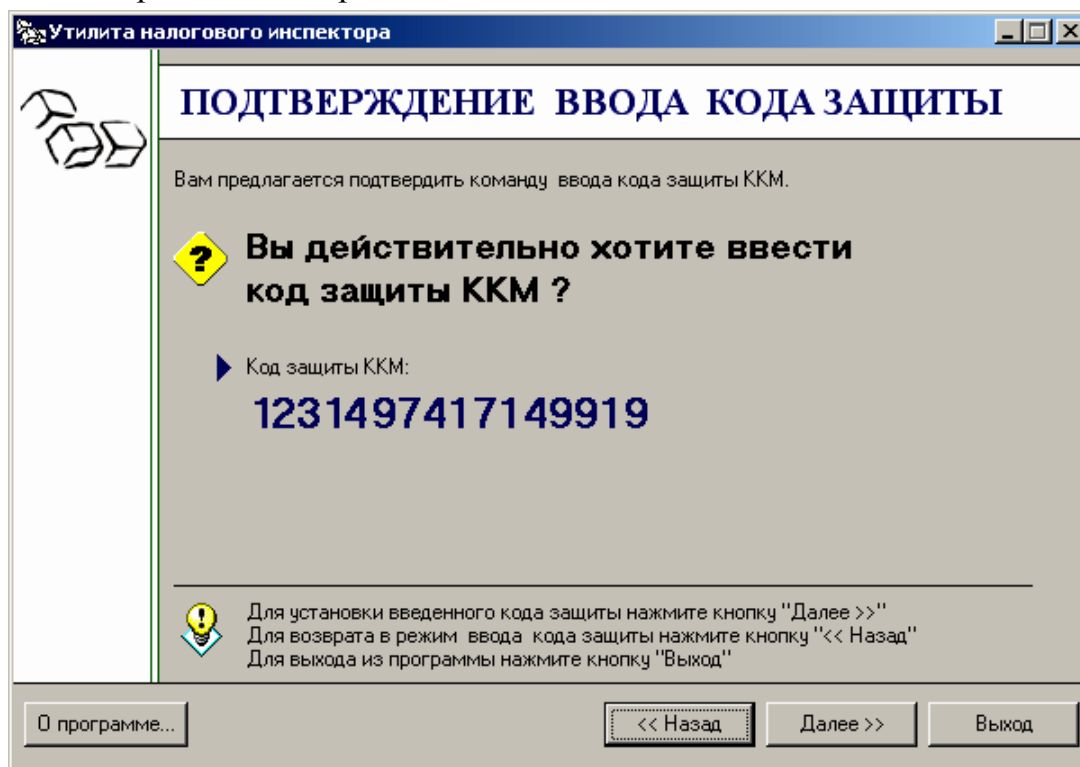 Утилита налогового инспектора
ПОДТВЕРЖДЕНИЕ ВВОДА КОДА ЗАЩИТЫ
Вам предлагается подтвердить команду ввода кода защиты ККМ.
Вы действительно хотите ввести
код защиты ККМ ?
Код защиты ККМ:
1231497417149919
Для установки введенного кода защиты нажмите кнопку "Далее >>"
Для возврата в режим ввода кода защиты нажмите кнопку "<< Назад"
Для выхода из программы нажмите кнопку "Выход"
О программе...
<< Назад
Далее >>
Выход